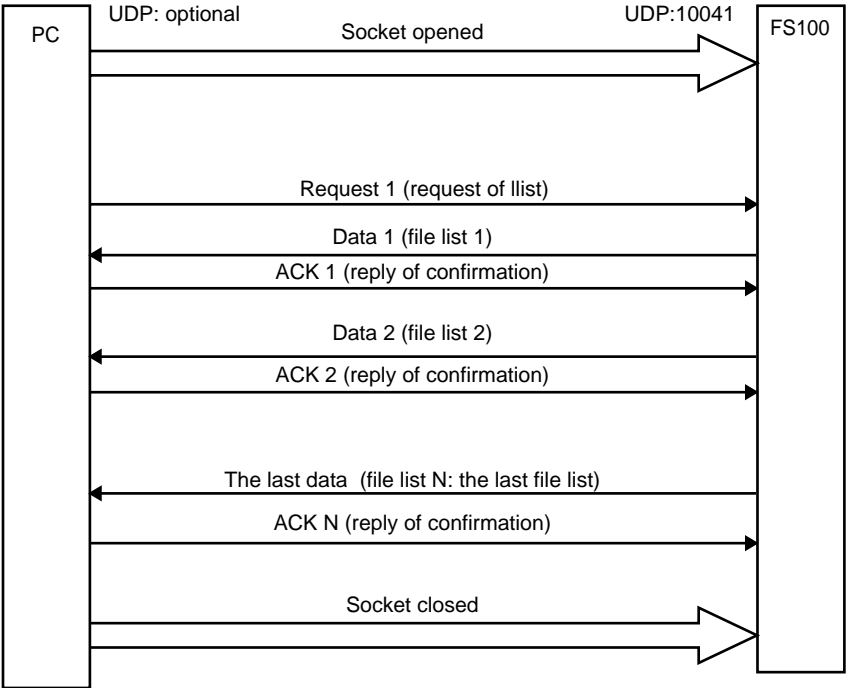 UDP: optional
UDP:10041
PC
Socket opened
FS100
Request 1 (request of llist)
Data 1 (file list 1)
ACK 1 (reply of confirmation)
Data 2 (file list 2)
ACK 2 (reply of confirmation)
The last data (file list N: the last file list)
ACK N (reply of confirmation)
Socket closed